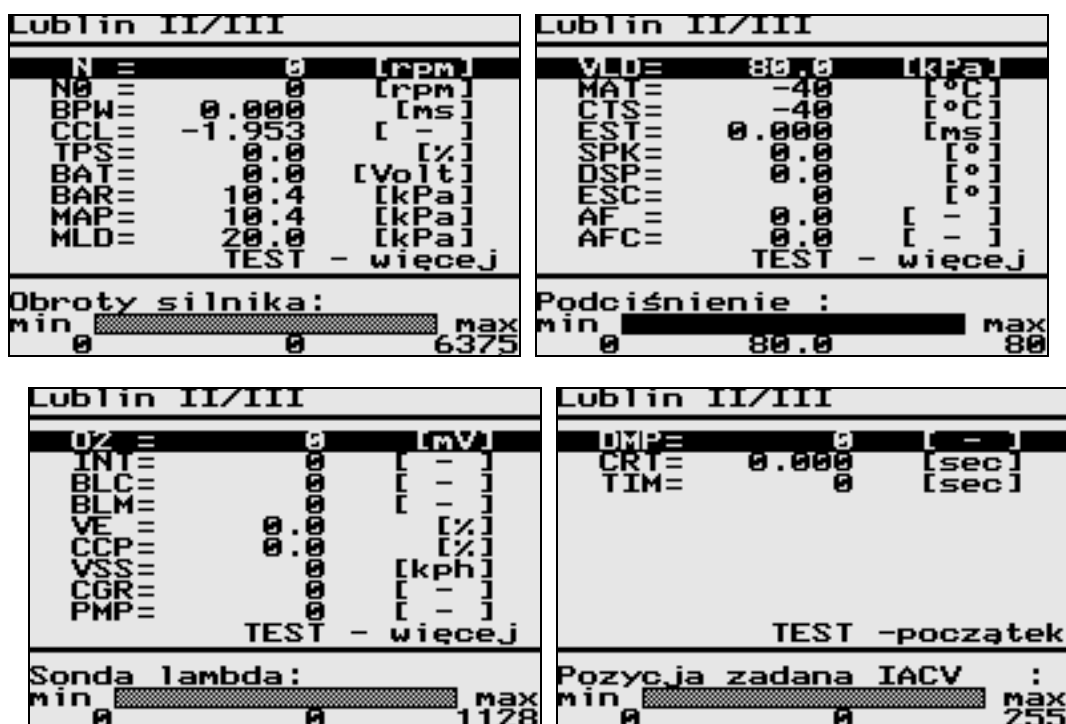 Lublin II/III
N = 0 [rpm]
N0 = 0 [rpm]
BPW= 0.000 [ms]
CCL= -1.953 [ - ]
TPS= 0.0 [%]
BAT= 0.0 [Volt]
BAR= 10.4 [kPa]
MAP= 10.4 [kPa]
MLD= 20.0 [kPa]
TEST - więcej
Obroty silnika:
min max
0 0 6375
Lublin II/III
VLD= 80.0 [kPa]
MAT= -40 [°C]
CTS= -40 [°C]
EST= 0.000 [ms]
SPK= 0.0 [°]
DSP= 0.0 [°]
ESC= 0 [°]
AF = 0.0 [ - ]
AFC= 0.0 [ - ]
TEST - więcej
Podciśnienie :
min max
0 80.0 80
Lublin II/III
O2 = 0 [mV]
INT= 0 [ - ]
BLC= 0 [ - ]
BLM= 0 [ - ]
VE = 0.0 [%]
CCP= 0.0 [%]
VSS= 0 [kph]
CGR= 0 [ - ]
PMP= 0 [ - ]
TEST - więcej
Sonda lambda:
min max
0 0 1128
Lublin II/III
DMP= 0 [ - ]
CRT= 0.000 [sec]
TIM= 0 [sec]
TEST -początek
Pozycja zadana IACV :
min max
0 0 255